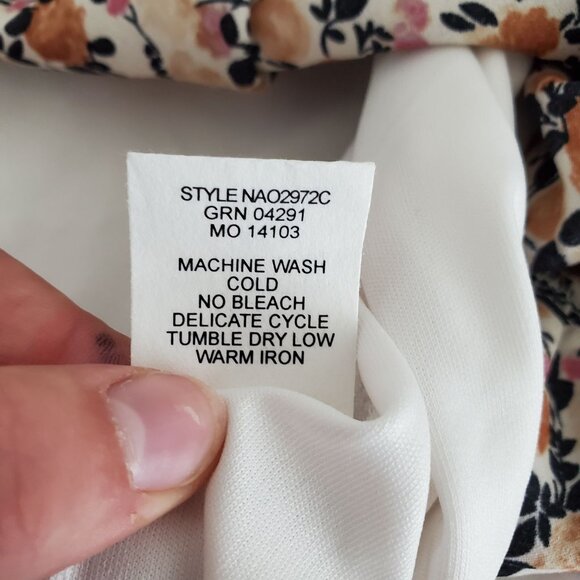 STYLE NAO2972C
GRN 04291
MO 14103
MACHINE WASH
COLD
NO BLEACH
DELICATE CYCLE
TUMBLE DRY LOW
WARM IRON